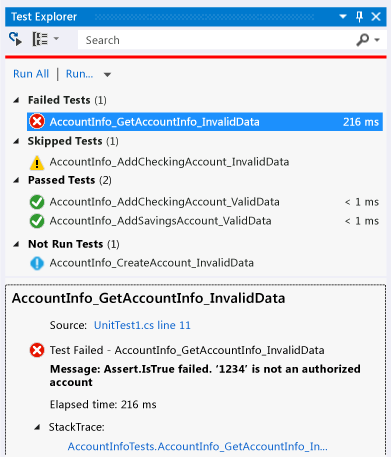 Test Explorer
Search
Run All | Run...
Failed Tests (1)
AccountInfo_GetAccountInfo_InvalidData 216 ms
Skipped Tests (1)
AccountInfo_AddCheckingAccount_InvalidData
Passed Tests (2)
AccountInfo_AddCheckingAccount_ValidData < 1 ms
AccountInfo_AddSavingsAccount_ValidData < 1 ms
Not Run Tests (1)
AccountInfo_CreateAccount_InvalidData
AccountInfo_GetAccountInfo_InvalidData
Source: UnitTest1.cs line 11
Test Failed - AccountInfo_GetAccountInfo_InvalidData
Message: Assert.IsTrue failed. ‘1234’ is not an authorized
account
Elapsed time: 216 ms
StackTrace:
AccountInfoTests.AccountInfo_GetAccountInfo_In...